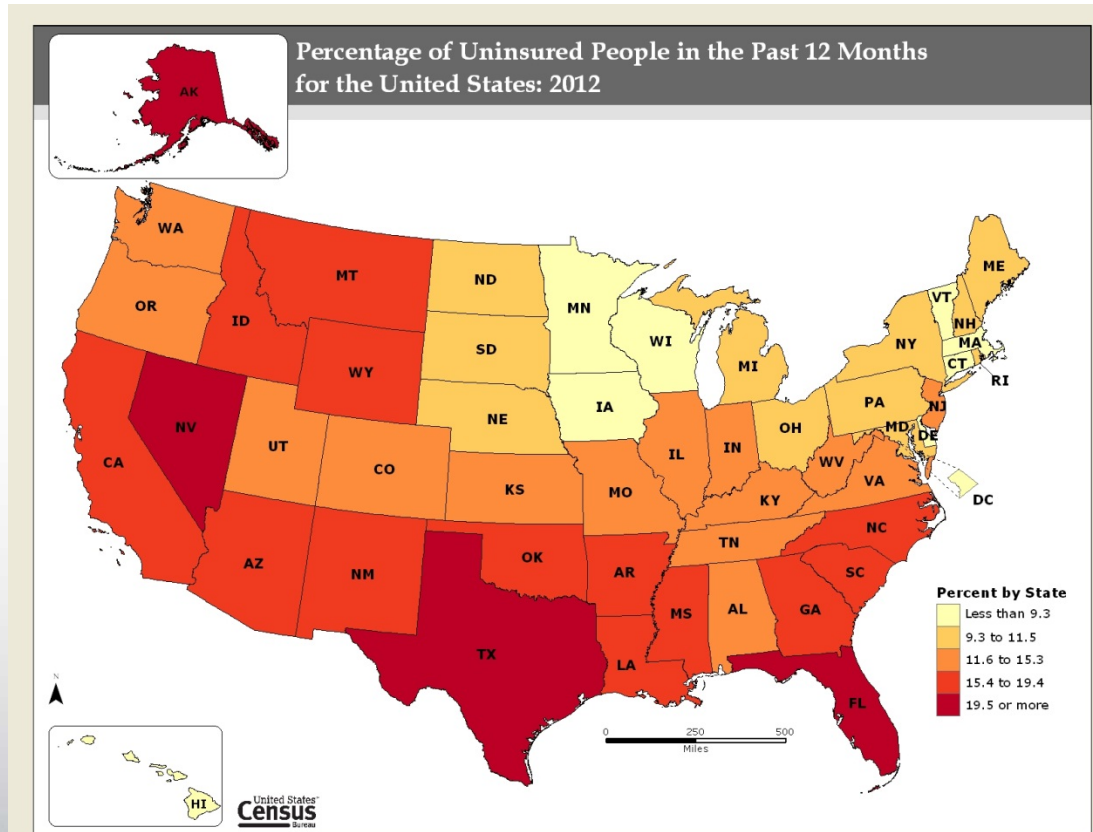 Percentage of Uninsured People in the Past 12 Months
for the United States: 2012
AK
WA
MT
ND
MN
ME
VT
OR
ID
NH
WI
SD
NY
MA
WY
MI
CT
RI
IA
PA
NE
NJ
NV
OH
MD
DE
UT
IL
IN
CA
CO
WV
KS
MO
VA
KY
DC
NC
TN
OK
AZ
AR
NM
SC
MS
AL
GA
TX
LA
FL
Percent by State
Less than 9.3
9.3 to 11.5
11.6 to 15.3
15.4 to 19.4
19.5 or more
N
0 250 500
Miles
HI
United States™
Census
Bureau